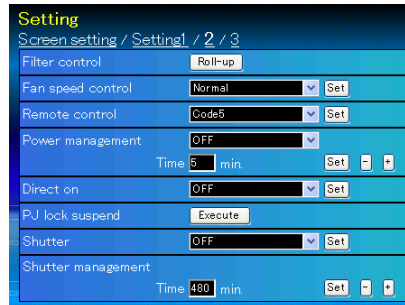 Setting
Screen setting / Setting1 / 2 / 3
Filter control Roll-up
Fan speed control Normal Set
Remote control Code5 Set
Power management OFF
Time 5 min. Set - +
Direct on OFF Set
PJ lock suspend Execute
Shutter OFF Set
Shutter management
Time 480 min. Set - +